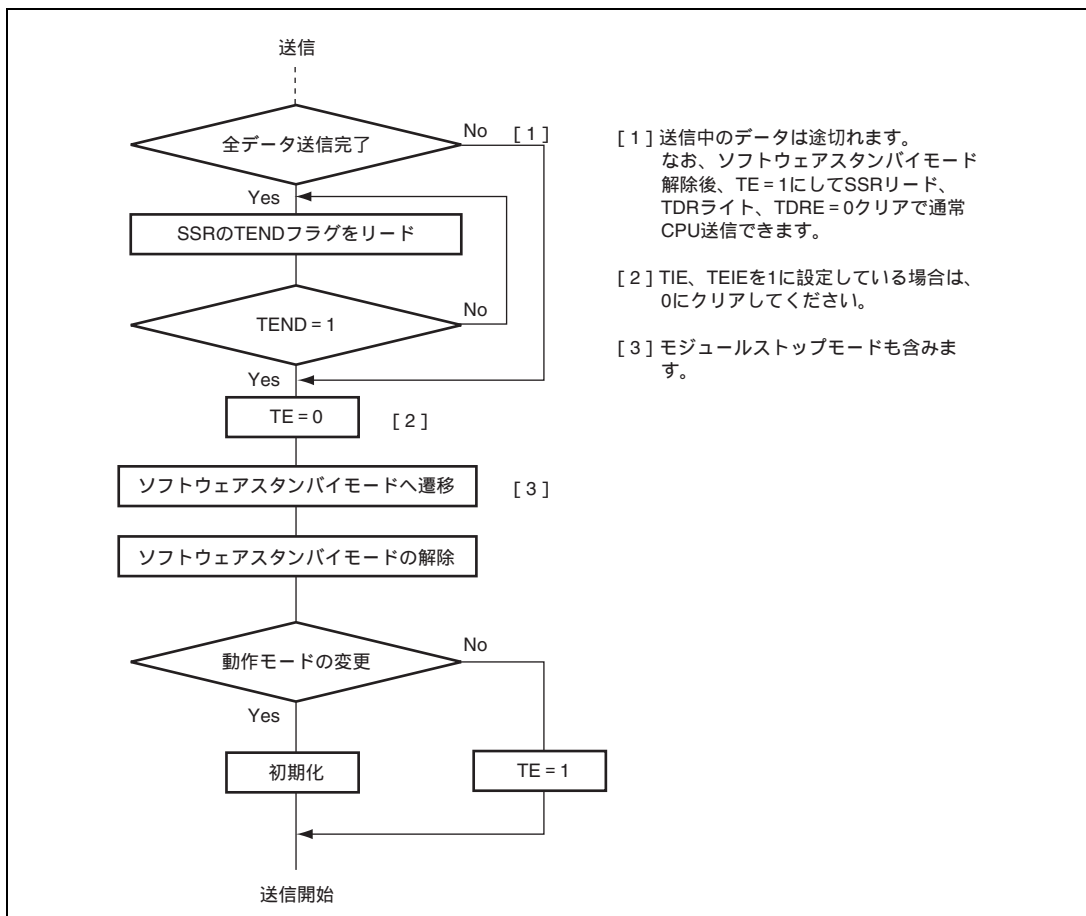 送信
全データ送信完了
No [ 1 ]
Yes
SSRのTENDフラグをリード
TEND = 1
No
Yes
TE = 0 [ 2 ]
ソフトウェアスタンバイモードへ遷移 [ 3 ]
ソフトウェアスタンバイモードの解除
動作モードの変更
No
Yes
初期化
TE = 1
送信開始
[ 1 ] 送信中のデータは途切れます。
なお、ソフトウェアスタンバイモード
解除後、TE = 1にしてSSRリード、
TDRライト、TDRE = 0クリアで通常
CPU送信できます。
[ 2 ] TIE、TEIEを1に設定している場合は、
0にクリアしてください。
[ 3 ] モジュールストップモードも含みま
す。